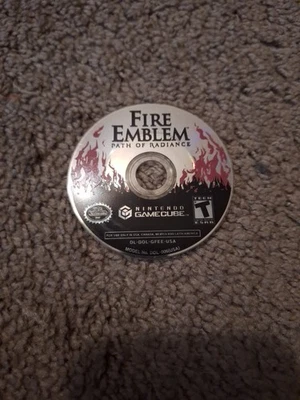 FIRE
EMBLEM
PATH OF RADIANCE
TEEN
T
NINTENDO
GAMECUBE
ESRB
DL-DOL-GFEE-USA